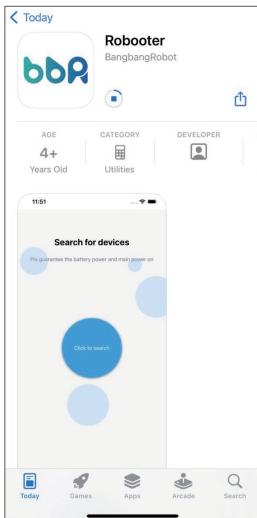 Today
bbR
Robooter
BangbangRobot
AGE
CATEGORY
DEVELOPER
4+
Years Old
Utilities
11:51
Search for devices
Pls guarantee the battery power and main power on
Click to search
Today
Games
Apps
Arcade
Search